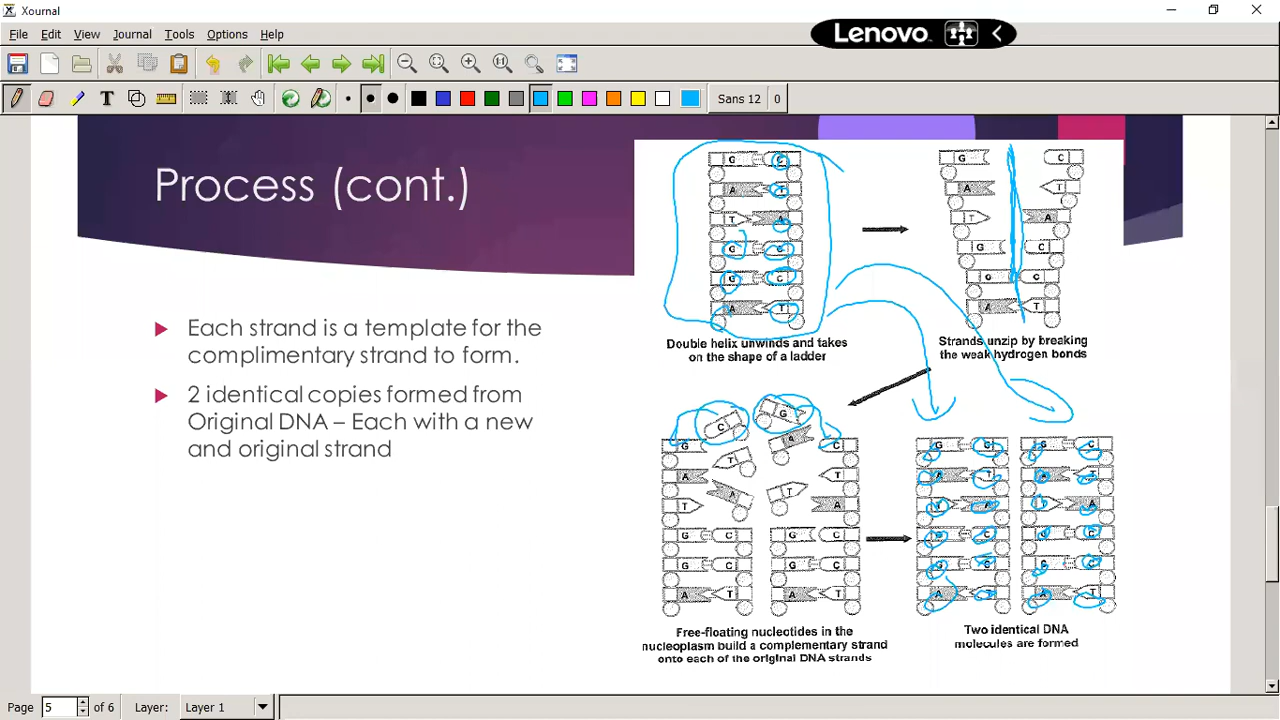 Xournal
File Edit View Journal Tools Options Help
Lenovo
Sans 12 0
Process (cont.)
Each strand is a template for the
complimentary strand to form.
2 identical copies formed from
Original DNA – Each with a new
and original strand
G C
A T
T A
G C
G C
A T
Double helix unwinds and takes
on the shape of a ladder
G C
A T
T A
G C
G C
A T
Strands unzip by breaking
the weak hydrogen bonds
G C G C
A T A T
T A T A
G C G C
G C G C
A T A T
Free-floating nucleotides in the
nucleoplasm build a complementary strand
onto each of the original DNA strands
G C G C
A T A T
T A T A
G C G C
G C G C
A T A T
Two identical DNA
molecules are formed
Page 5 of 6 Layer: Layer 1